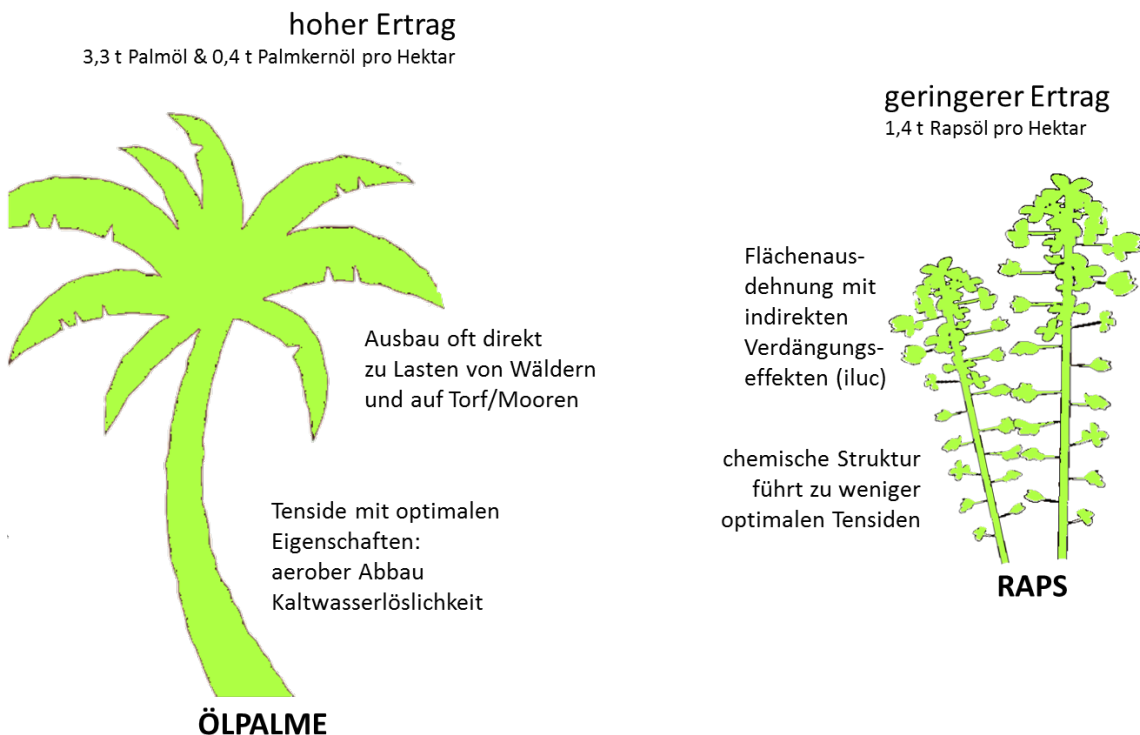 hoher Ertrag
3,3 t Palmöl & 0,4 t Palmkernöl pro Hektar
Ausbau oft direkt
zu Lasten von Wäldern
und auf Torf/Mooren
Tenside mit optimalen
Eigenschaften:
aerober Abbau
Kaltwasserlöslichkeit
ÖLPALME
geringerer Ertrag
1,4 t Rapsöl pro Hektar
Flächenaus-
dehnung mit
indirekten
Verdängungs-
effekten (iluc)
chemische Struktur
führt zu weniger
optimalen Tensiden
RAPS